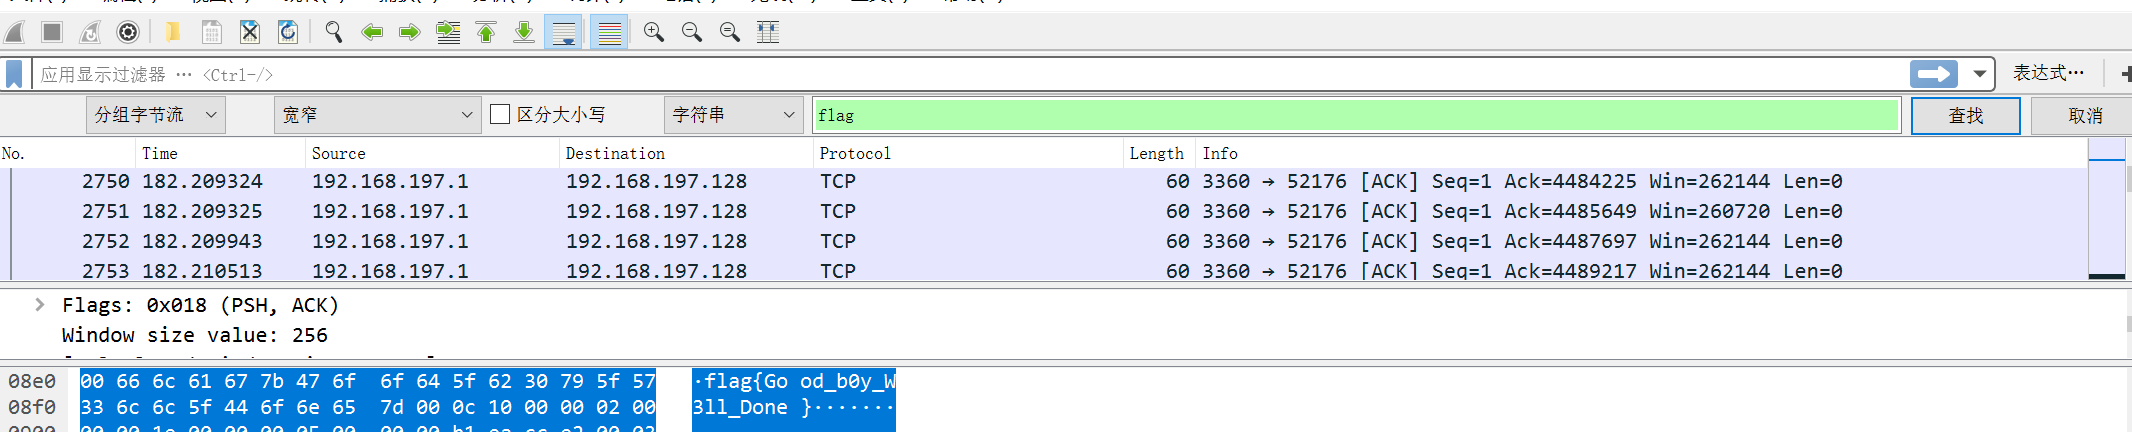 应用显示过滤器 … <Ctrl-/>
表达式…
分组字节流 宽窄 区分大小写 字符串 flag 查找 取消
No. Time Source Destination Protocol Length Info
2750 182.209324 192.168.197.1 192.168.197.128 TCP 60 3360 → 52176 [ACK] Seq=1 Ack=4484225 Win=262144 Len=0
2751 182.209325 192.168.197.1 192.168.197.128 TCP 60 3360 → 52176 [ACK] Seq=1 Ack=4485649 Win=260720 Len=0
2752 182.209943 192.168.197.1 192.168.197.128 TCP 60 3360 → 52176 [ACK] Seq=1 Ack=4487697 Win=262144 Len=0
2753 182.210513 192.168.197.1 192.168.197.128 TCP 60 3360 → 52176 [ACK] Seq=1 Ack=4489217 Win=262144 Len=0
Flags: 0x018 (PSH, ACK)
Window size value: 256
08e0 00 66 6c 61 67 7b 47 6f 6f 64 5f 62 30 79 5f 57 ·flag{Go od_b0y_W
08f0 33 6c 6c 5f 44 6f 6e 65 7d 00 0c 10 00 00 02 00 3ll_Done }·······